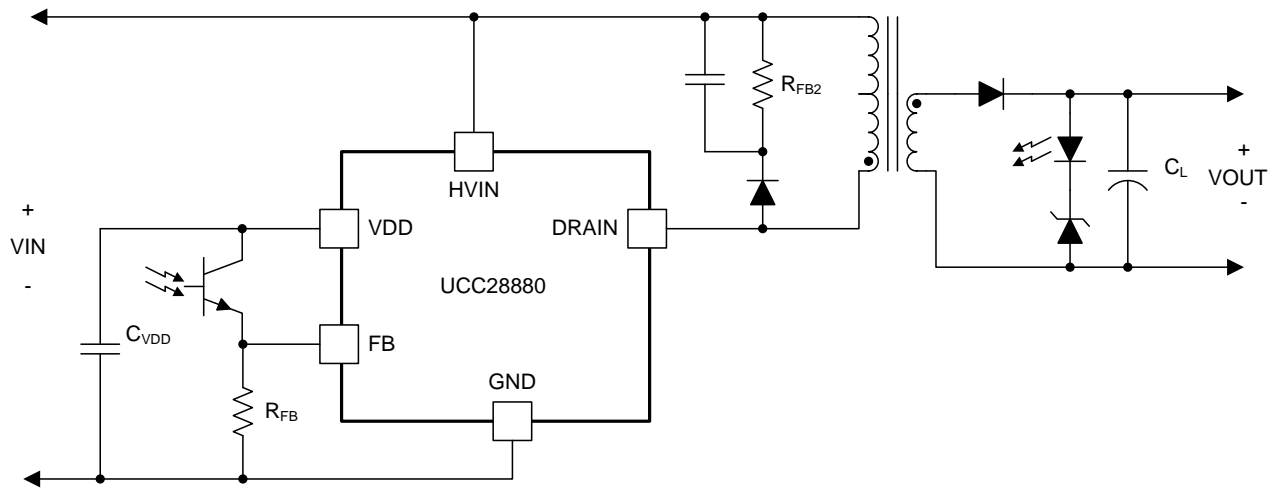 R_FB2
HVIN
+
VIN
-
VDD
DRAIN
UCC28880
C_VDD
FB
GND
R_FB
C_L
+
VOUT
-